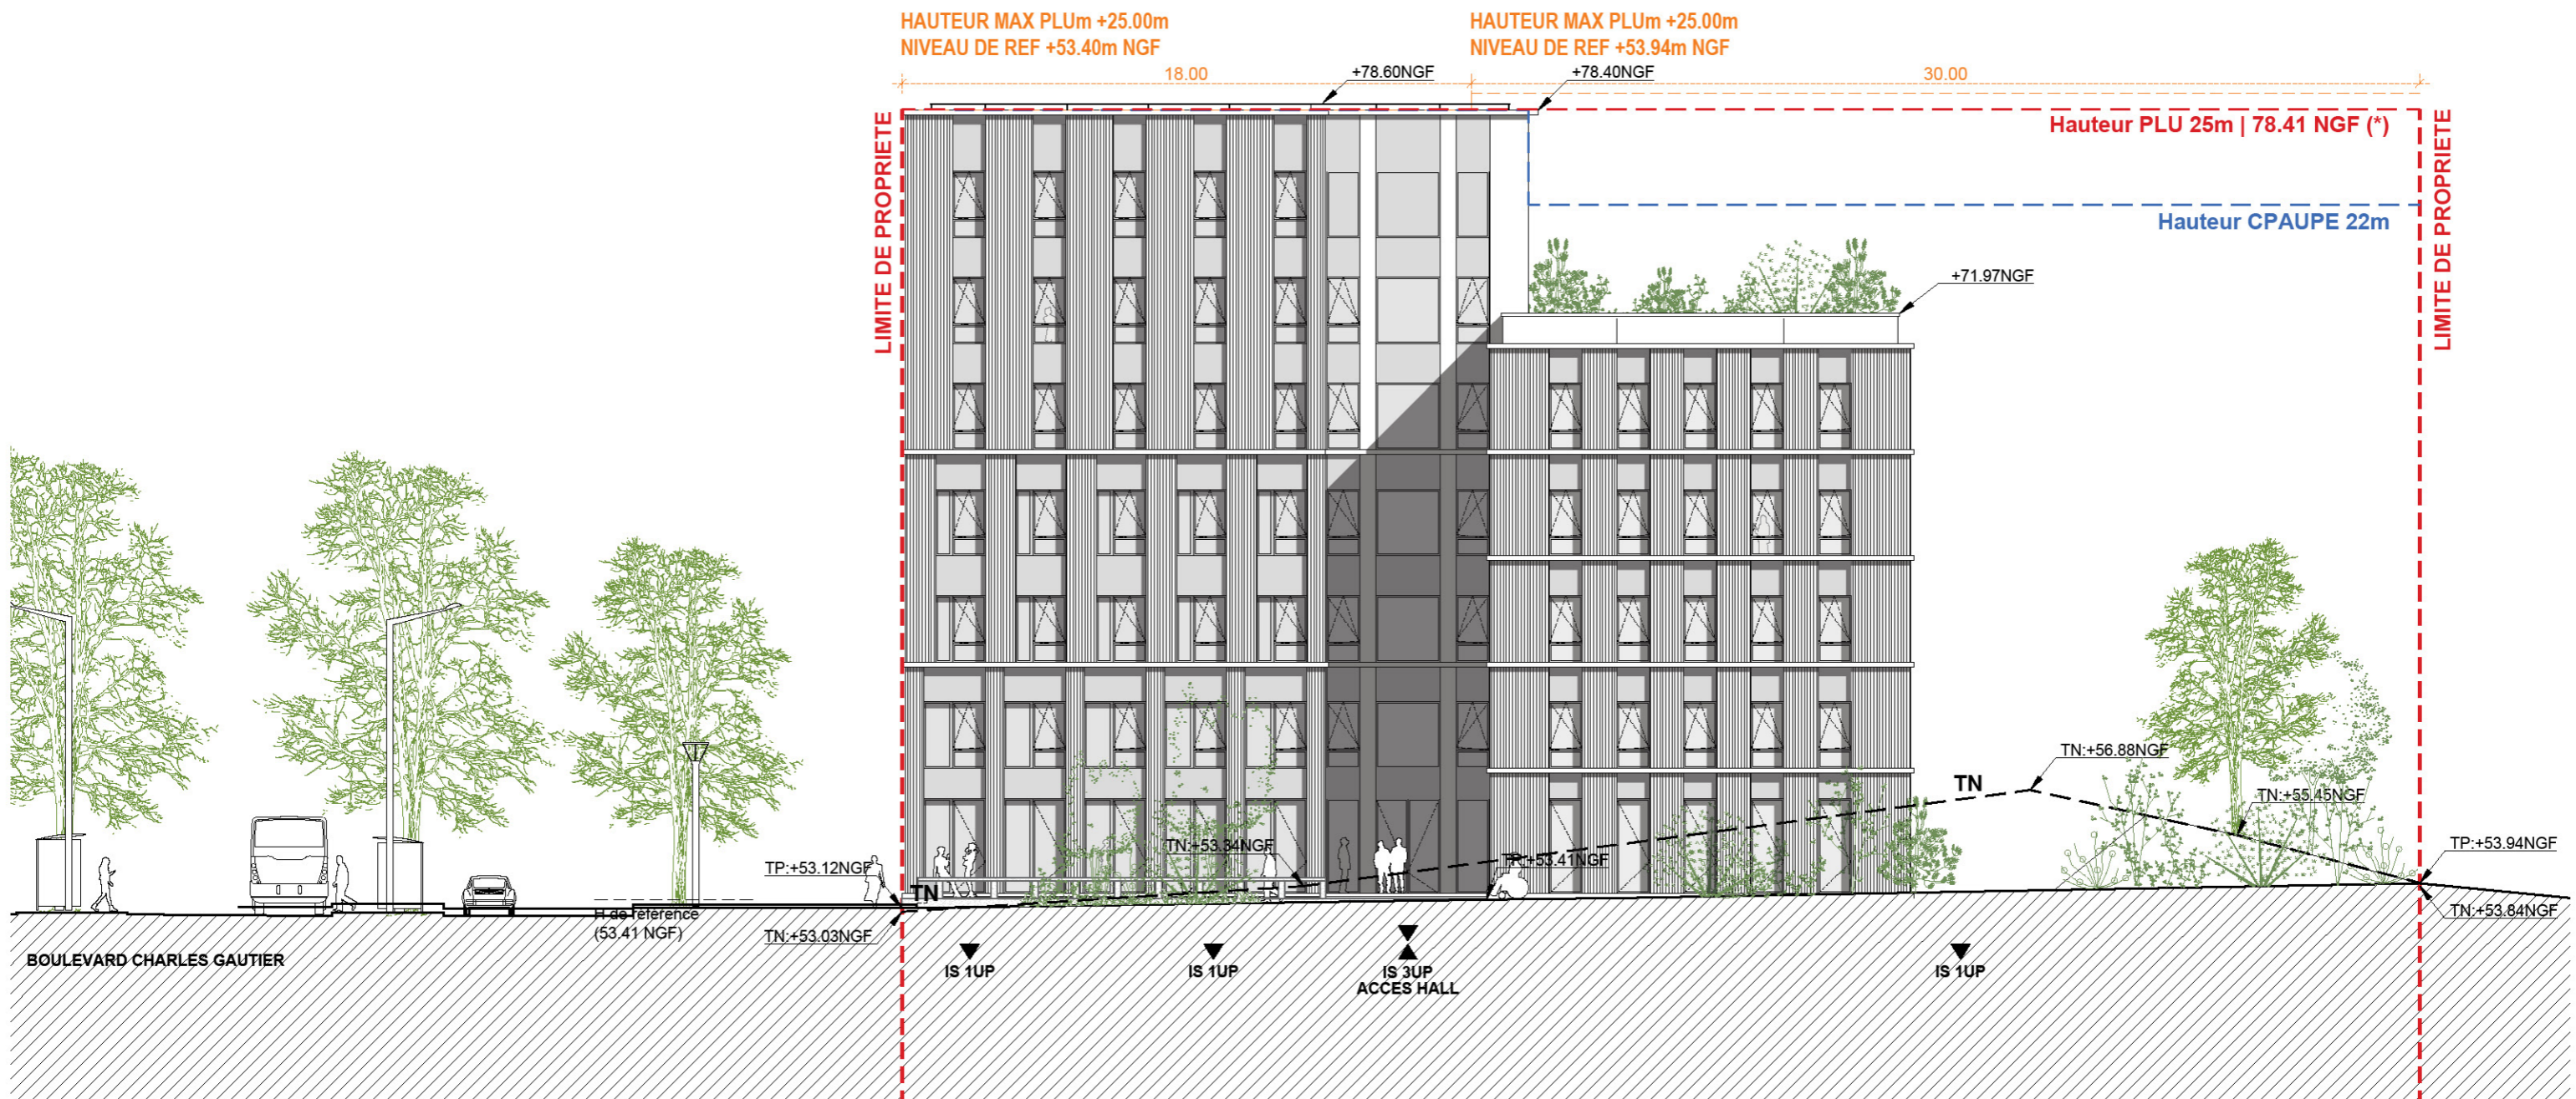 HAUTEUR MAX PLUm +25.00m
NIVEAU DE REF +53.40m NGF
HAUTEUR MAX PLUm +25.00m
NIVEAU DE REF +53.94m NGF
18.00
+78.60NGF
+78.40NGF
30.00
LIMITE DE PROPRIETE
Hauteur PLU 25m | 78.41 NGF (*)
LIMITE DE PROPRIETE
Hauteur CPAUPE 22m
+71.97NGF
TN:+56.88NGF
TN
TN:+55.45NGF
TN:+53.34NGF
TP:+53.12NGF
+53.41NGF
TP:+53.94NGF
TN
H de référence
(53.41 NGF)
TN:+53.03NGF
TN:+53.84NGF
BOULEVARD CHARLES GAUTIER
IS 1UP
IS 1UP
IS 3UP
ACCES HALL
IS 1UP